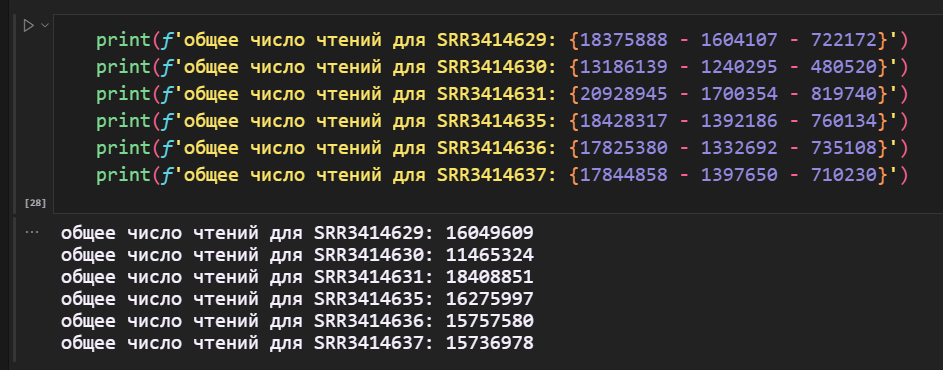 print(f'общее число чтений для SRR3414629: {18375888 - 1604107 - 722172}')
print(f'общее число чтений для SRR3414630: {13186139 - 1240295 - 480520}')
print(f'общее число чтений для SRR3414631: {20928945 - 1700354 - 819740}')
print(f'общее число чтений для SRR3414635: {18428317 - 1392186 - 760134}')
print(f'общее число чтений для SRR3414636: {17825380 - 1332692 - 735108}')
print(f'общее число чтений для SRR3414637: {17844858 - 1397650 - 710230}')
[28]
... общее число чтений для SRR3414629: 16049609
общее число чтений для SRR3414630: 11465324
общее число чтений для SRR3414631: 18408851
общее число чтений для SRR3414635: 16275997
общее число чтений для SRR3414636: 15757580
общее число чтений для SRR3414637: 15736978